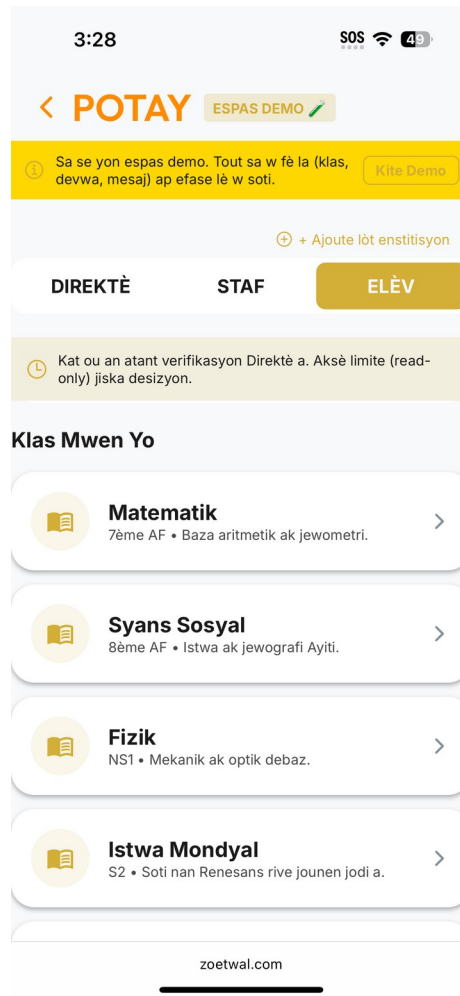 3:28
SOS
49
POTAY
ESPAS DEMO
Sa se yon espas demo. Tout sa w fè la (klas,
devwa, mesaj) ap efase lè w soti.
Kite Demo
+ Ajoute lòt enstitisyon
DIREKTÈ
STAF
ELÈV
Kat ou an atant verifikasyon Direktè a. Aksè limite (read-
only) jiska desizyon.
Klas Mwen Yo
Matematik
7ème AF • Baza aritmetik ak jewometri.
Syans Sosyal
8ème AF • Istwa ak jewografi Ayiti.
Fizik
NS1 • Mekanik ak optik debaz.
Istwa Mondyal
S2 • Soti nan Renesans rive jounen jodi a.
zoetwal.com